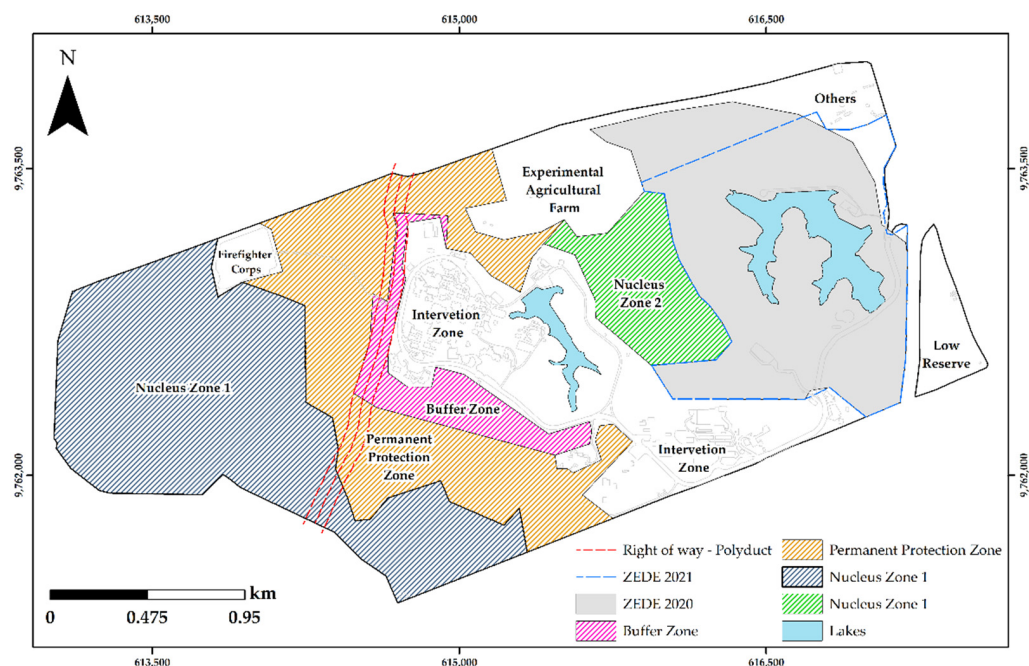 613,500
615,000
616,500
N
9,763,500
9,763,500
Others
Experimental
Agricultural
Farm
Firefighter
Corps
Nucleus
Zone 2
Intervetion
Zone
Low
Reserve
Nucleus Zone 1
Buffer Zone
Permanent
Protection
Zone
Intervetion
Zone
9,762,000
9,762,000
Right of way - Polyduct
ZEDE 2021
ZEDE 2020
Buffer Zone
Permanent Protection Zone
Nucleus Zone 1
Nucleus Zone 1
Lakes
km
0
0.475
0.95
613,500
615,000
616,500